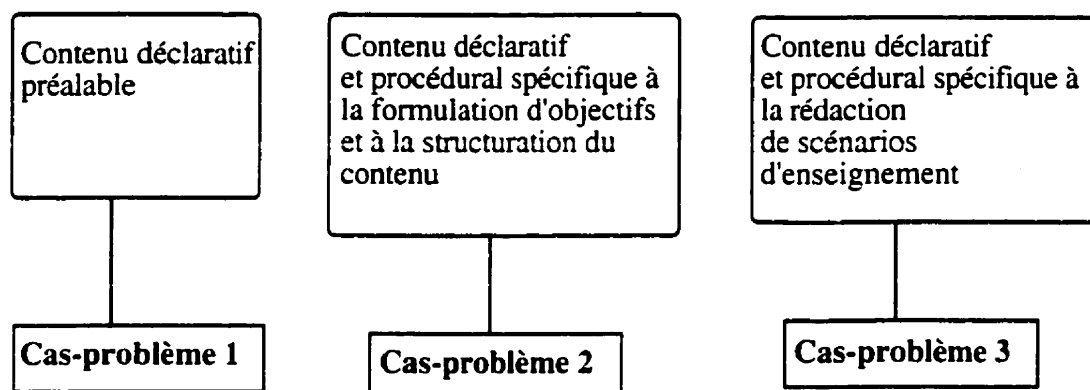 Contenu déclaratif
préalable
Cas-problème 1
Contenu déclaratif
et procédural spécifique à
la formulation d'objectifs
et à la structuration du
contenu
Cas-problème 2
Contenu déclaratif
et procédural spécifique à
la rédaction
de scénarios
d'enseignement
Cas-problème 3